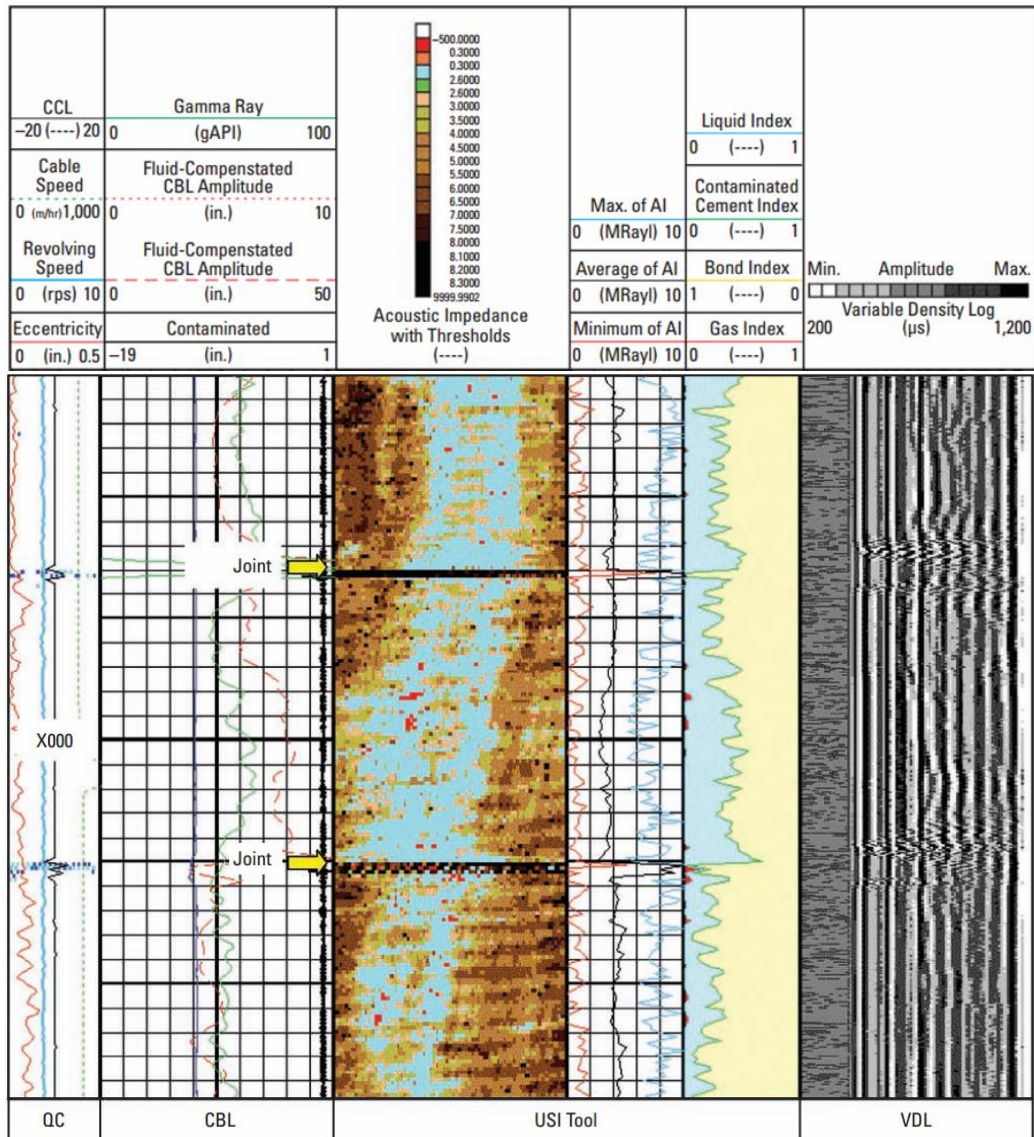 CCL
−20 (----) 20
Cable
Speed
0 (m/hr) 1,000
Revolving
Speed
0 (rps) 10
Eccentricity
0 (in.) 0.5
Gamma Ray
0 (gAPI) 100
Fluid-Compenstated
CBL Amplitude
0 (in.) 10
Fluid-Compenstated
CBL Amplitude
0 (in.) 50
Contaminated
−19 (in.) 1
−500.0000
0.3000
0.3000
2.6000
2.6000
3.0000
3.5000
4.0000
4.5000
5.0000
5.5000
6.0000
6.5000
7.0000
7.5000
8.0000
8.1000
8.2000
8.3000
9999.9902
Acoustic Impedance
with Thresholds
(----)
Max. of AI
0 (MRayl) 10
Average of AI
0 (MRayl) 10
Minimum of AI
0 (MRayl) 10
Liquid Index
0 (----) 1
Contaminated
Cement Index
0 (----) 1
Bond Index
1 (----) 0
Gas Index
0 (----) 1
Min. Amplitude Max.
Variable Density Log
200 (µs) 1,200
Joint
X000
Joint
QC CBL USI Tool VDL